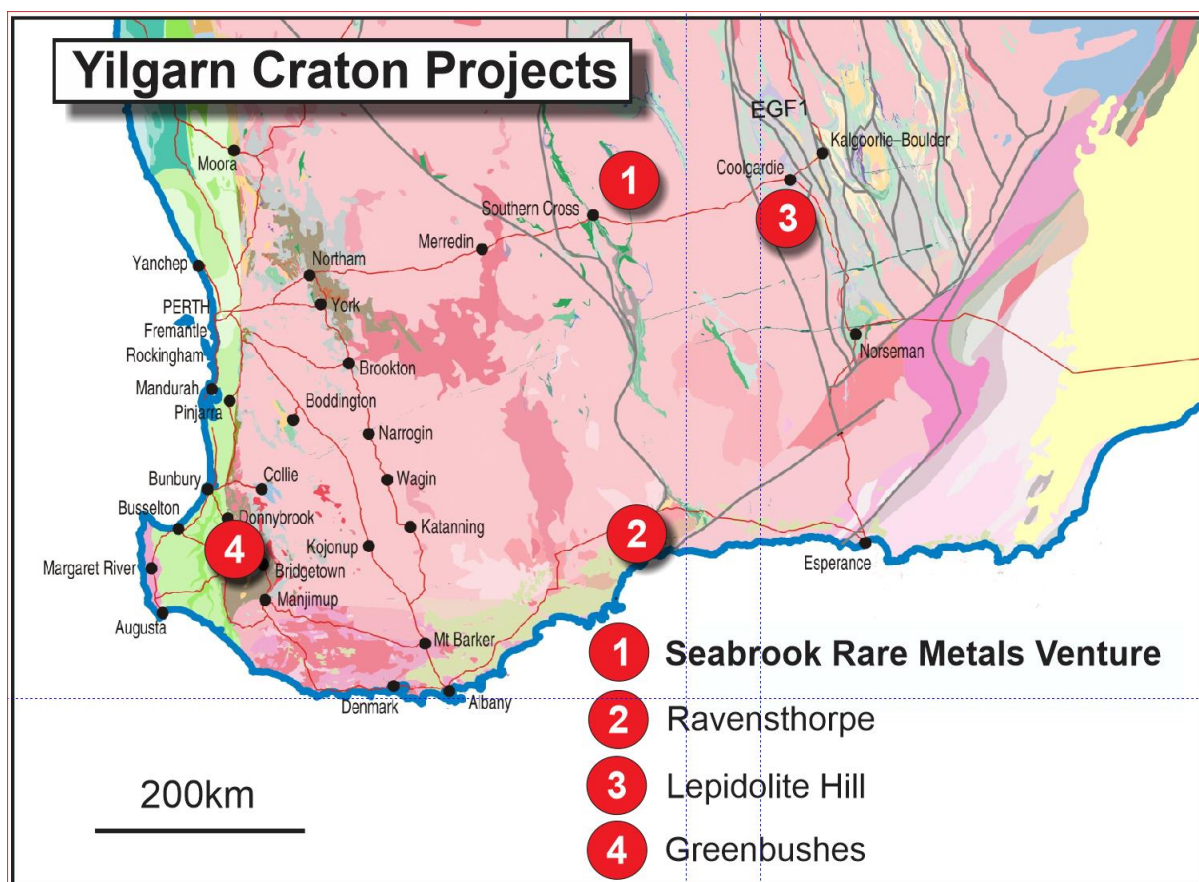 Yilgarn Craton Projects
EGF1
Kalgoorlie–Boulder
Moora
Coolgardie
1
Southern Cross
3
Merredin
Yanchep
Northam
PERTH
York
Fremantle
Rockingham
Norseman
Brookton
Mandurah
Pinjarra
Boddington
Narrogin
Bunbury
Collie
Wagin
Busselton
Donnybrook
Katanning
2
4
Kojonup
Margaret River
Bridgetown
Esperance
Manjimup
Augusta
Mt Barker
1 Seabrook Rare Metals Venture
Denmark
Albany
2 Ravensthorpe
200km
3 Lepidolite Hill
4 Greenbushes